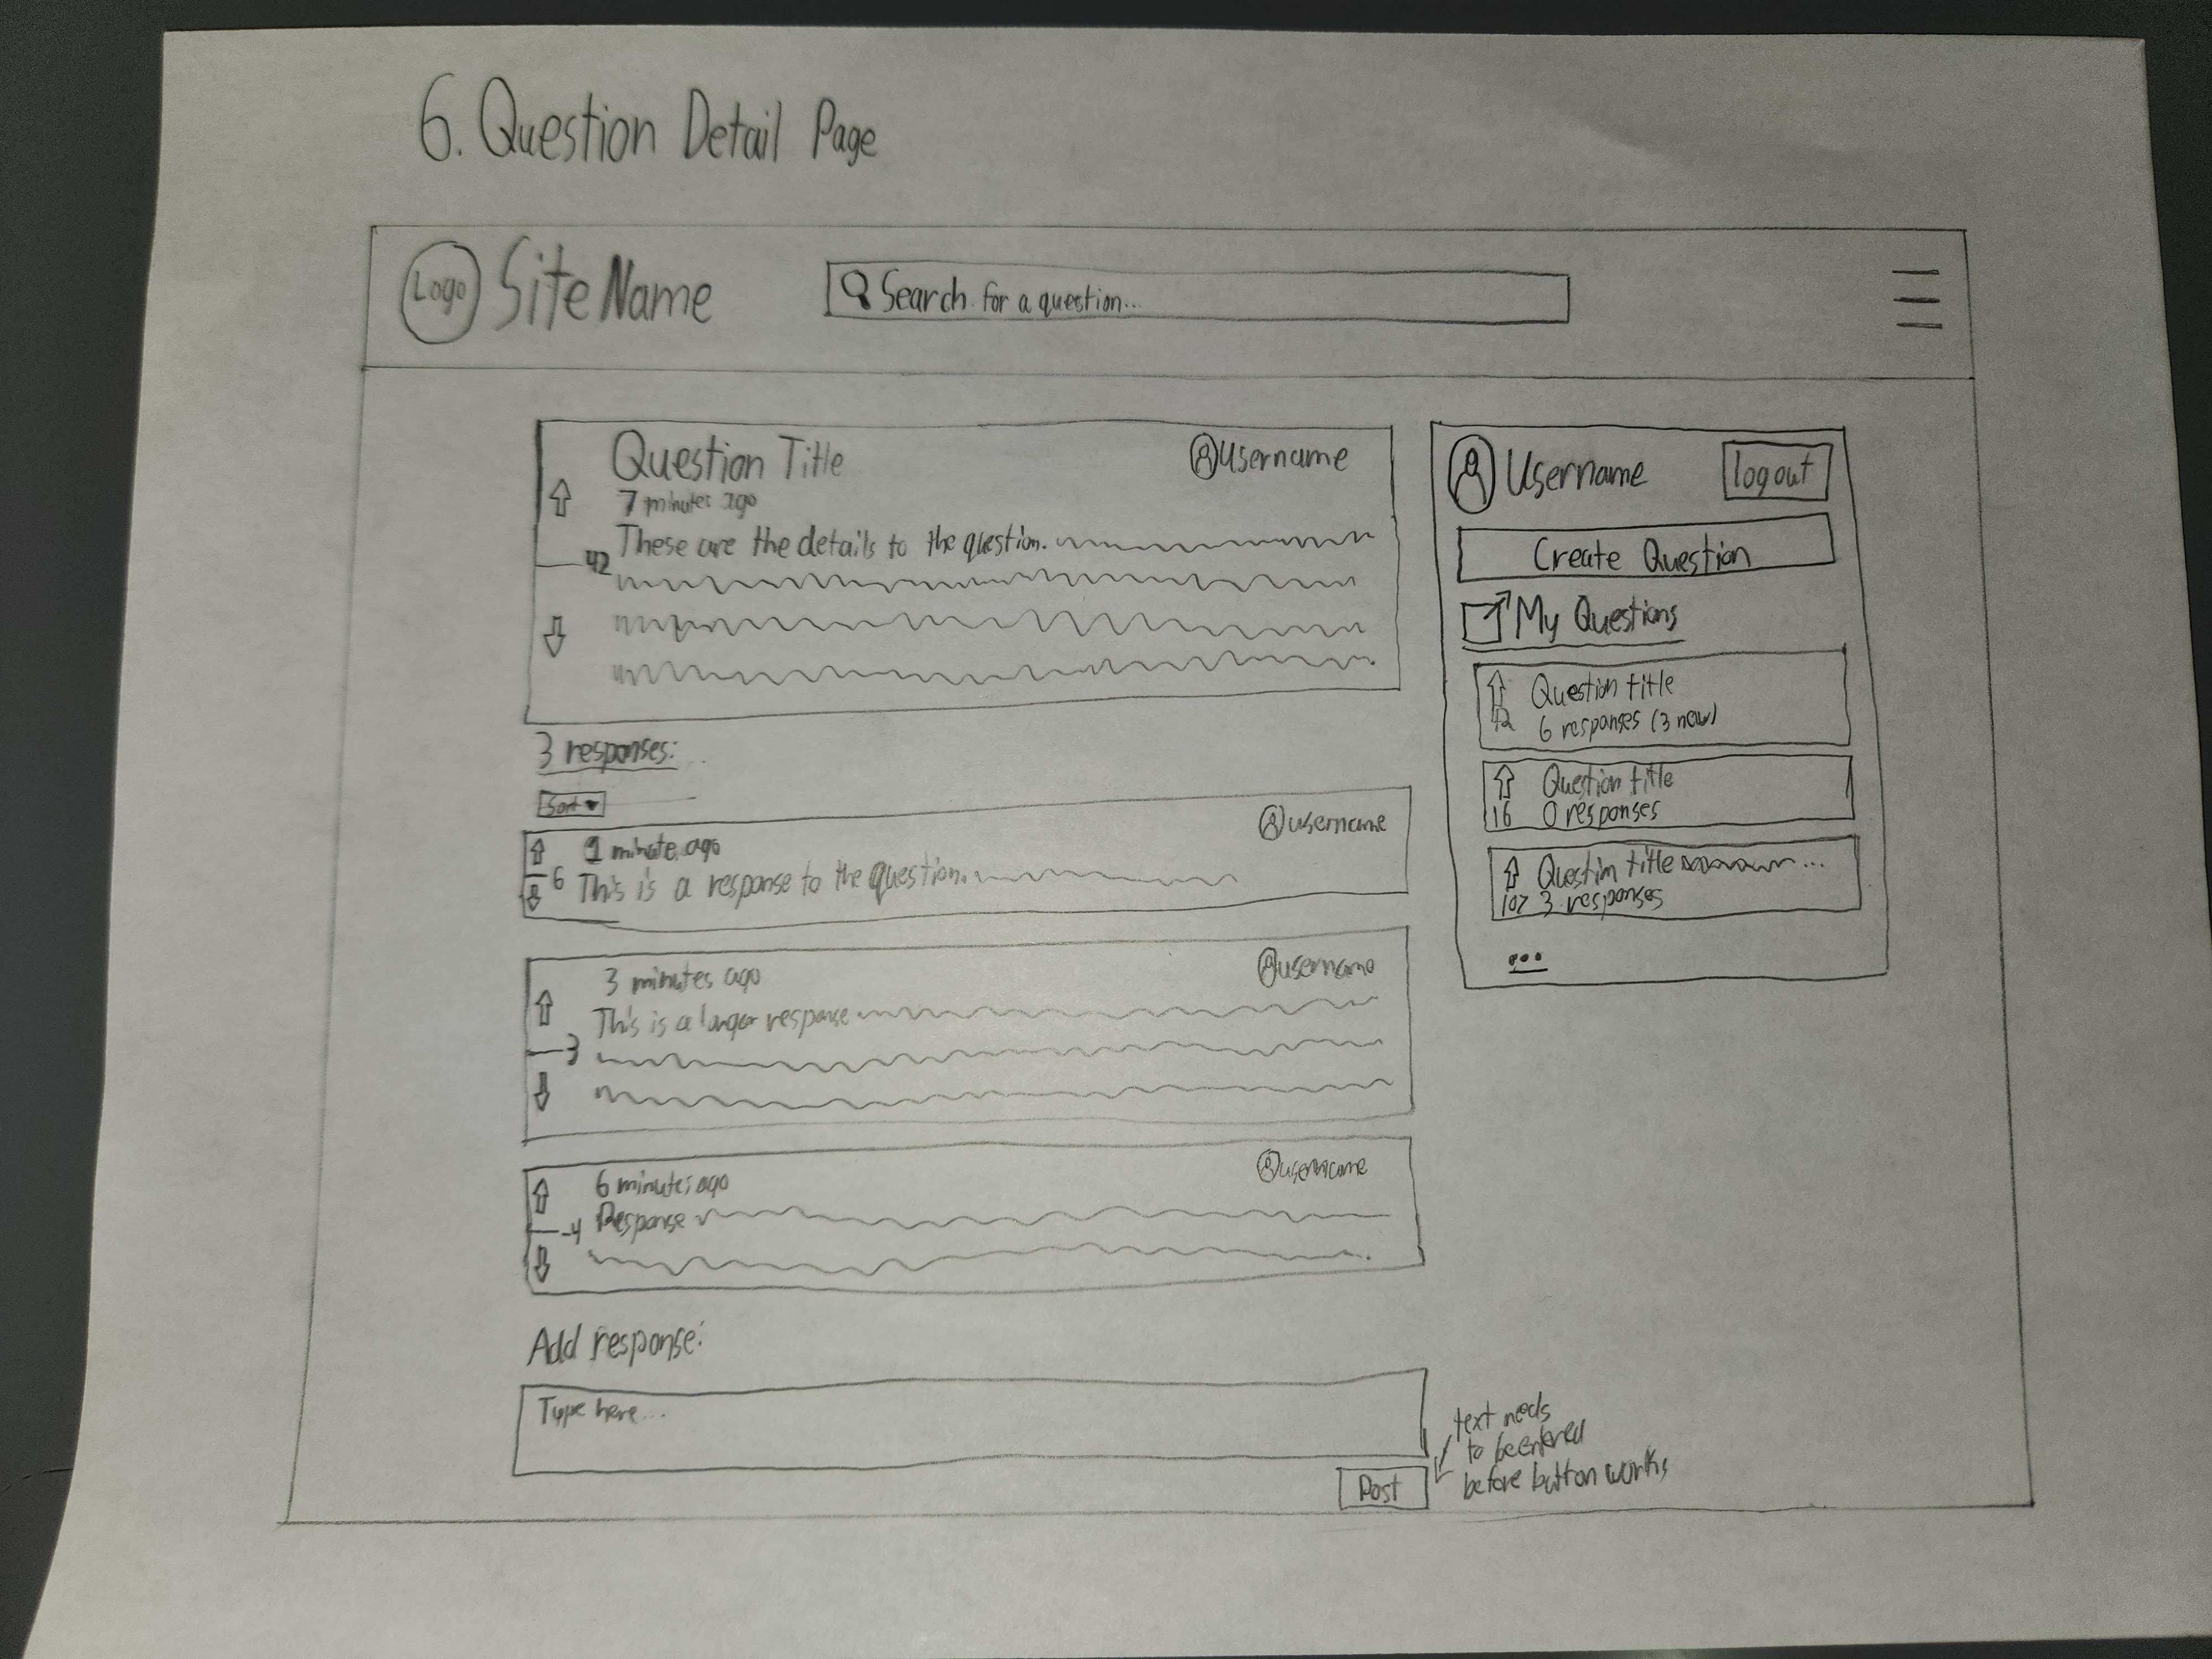 6. Question Detail Page
Logo
Site Name
Search for a question...
Question Title
Username
7 minutes ago
These are the details to the question.
42
3 responses:
Sort
1 minute ago
username
6
This is a response to the question.
3 minutes ago
username
This is a longer response
3
6 minutes ago
username
-4
Response
Add response:
Type here...
Post
text needs
to be entered
before button works
Username
logout
Create Question
My Questions
Question title
42
6 responses (3 new)
Question title
16
0 responses
Question title ...
107
3 responses
...